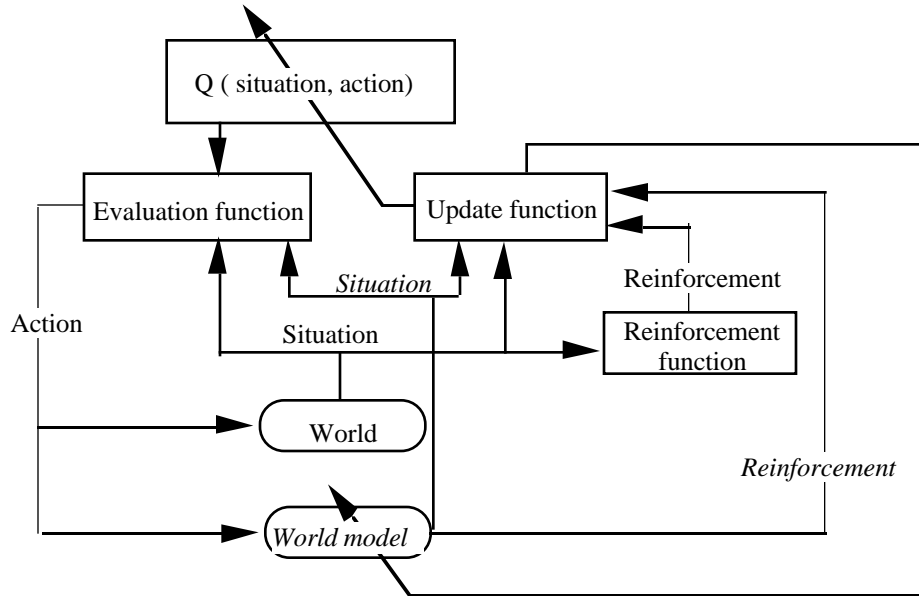 Q ( situation, action)
Evaluation function
Update function
Situation
Reinforcement
Action
Situation
Reinforcement
function
World
Reinforcement
World model